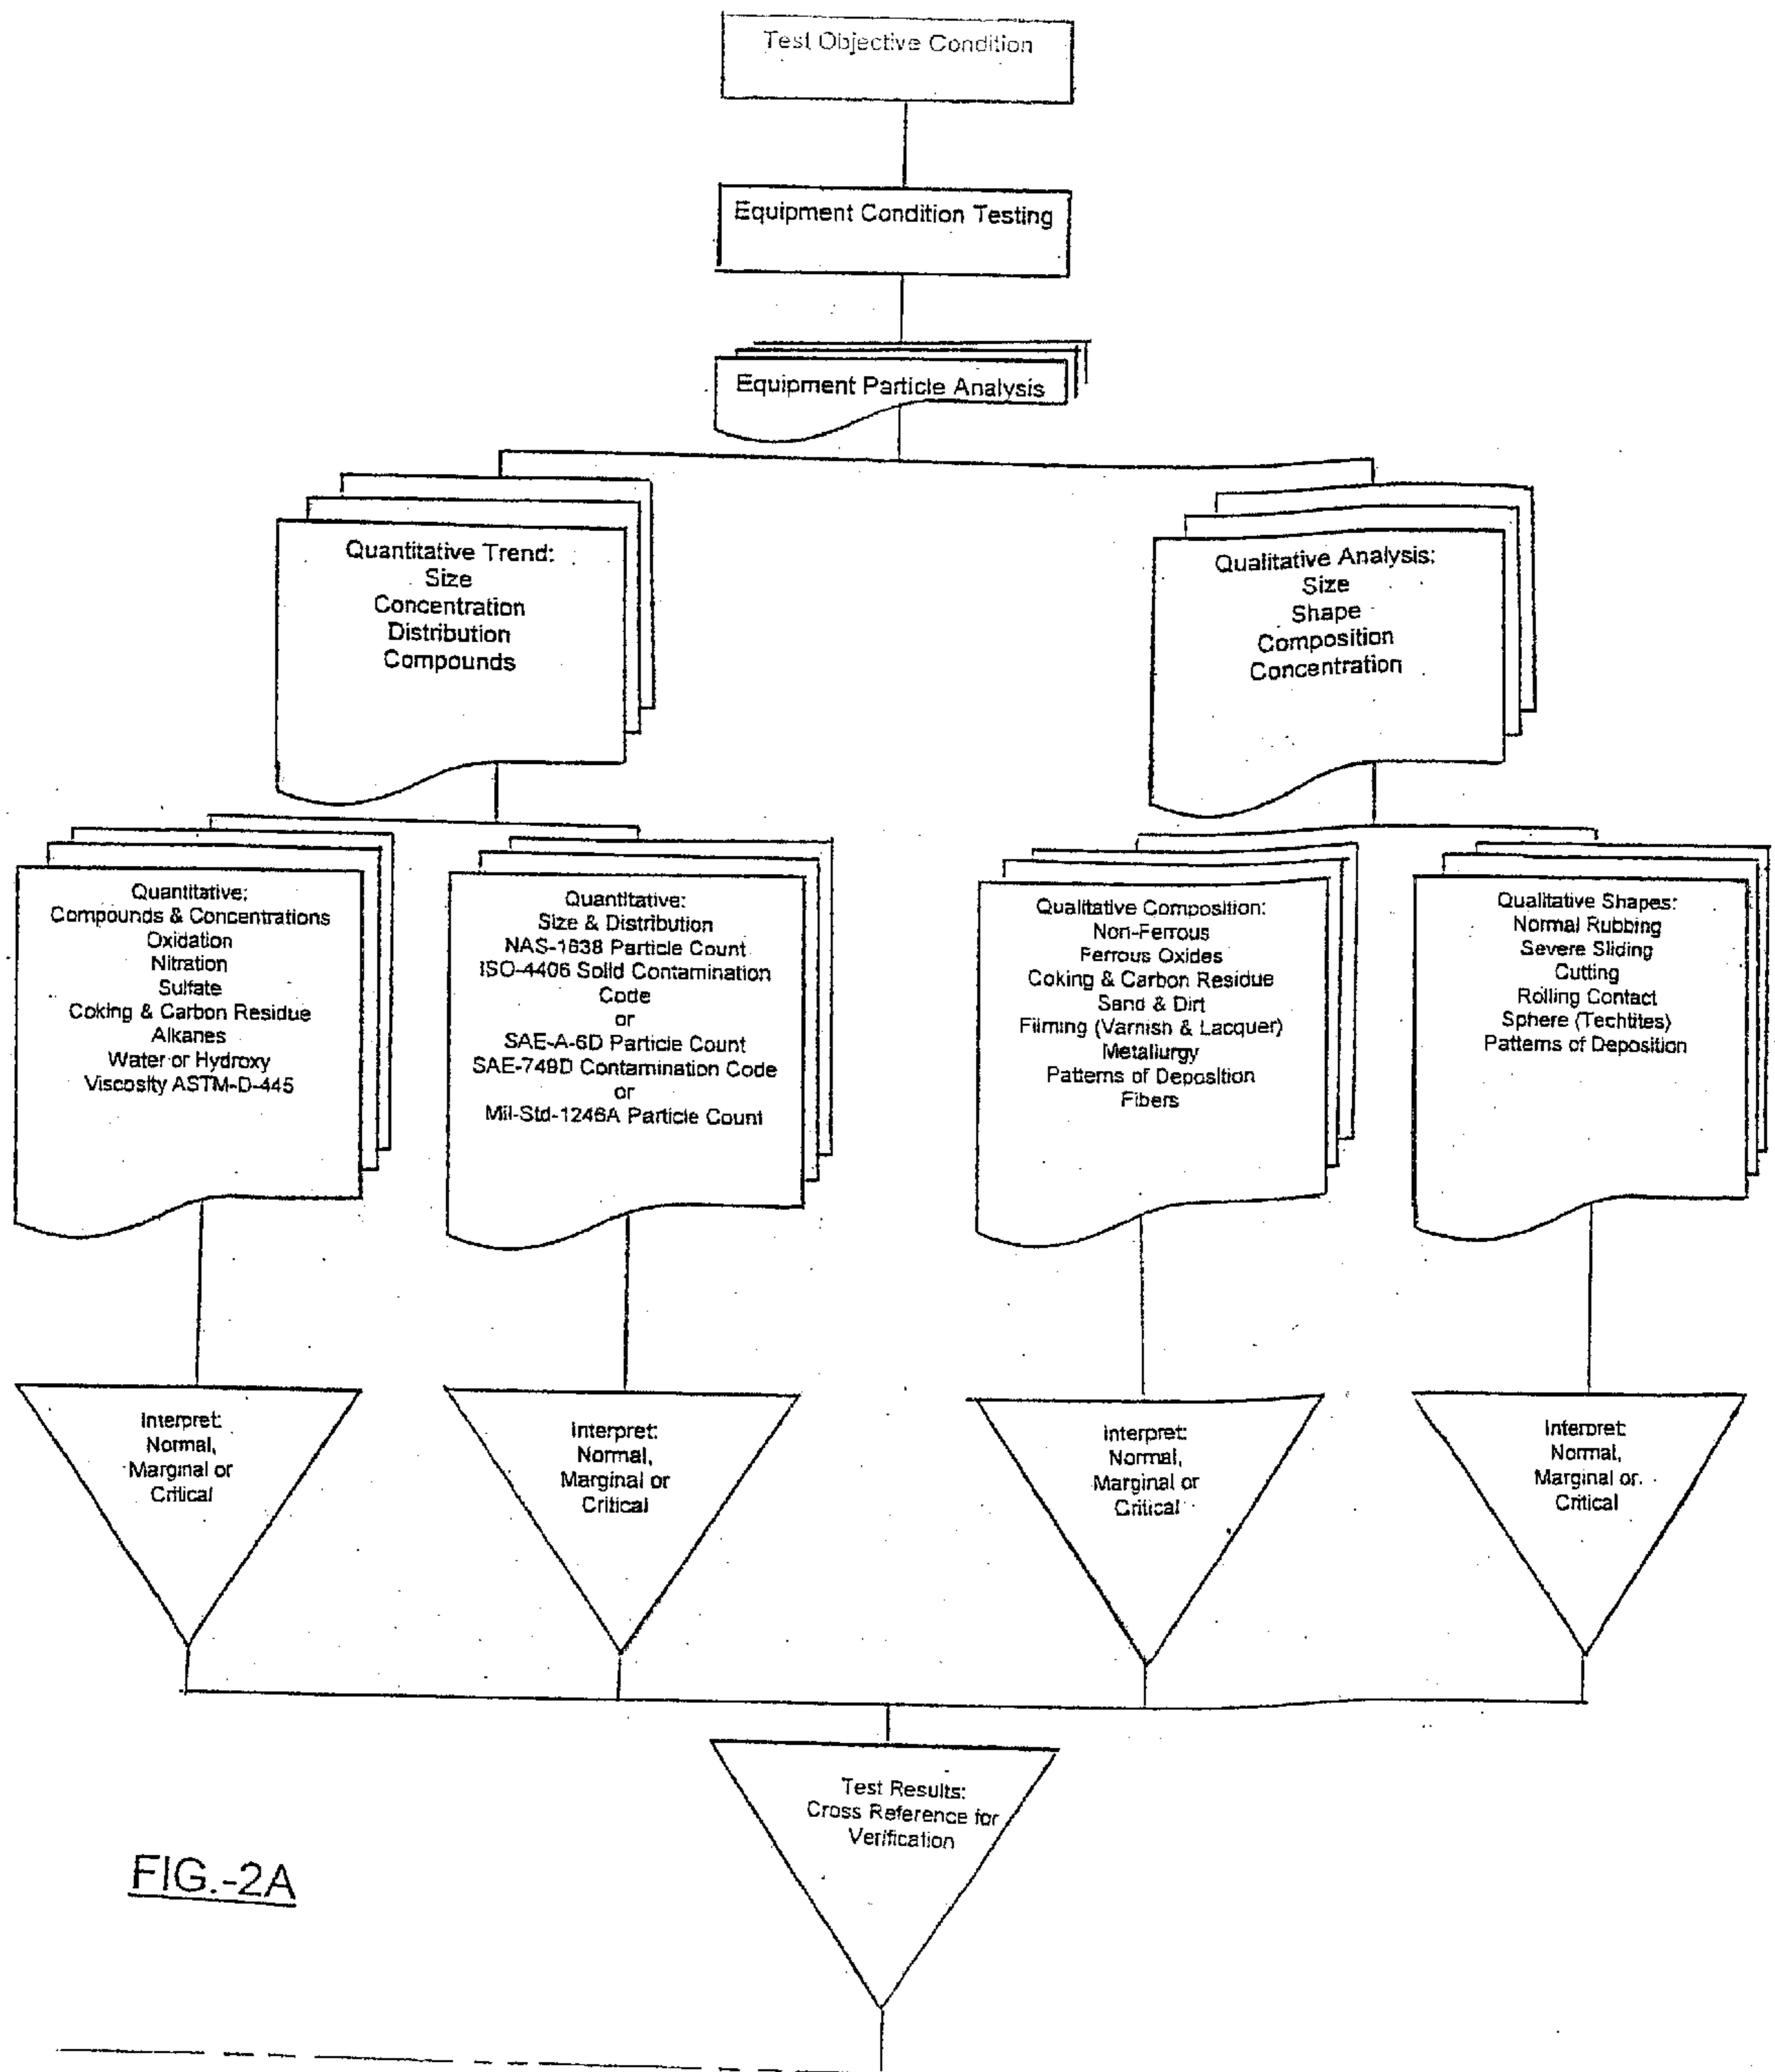 Test Objective Condition
Equipment Condition Testing
Equipment Particle Analysis
Quantitative Trend:
Size
Concentration
Distribution
Compounds
Qualitative Analysis:
Size
Shape
Composition
Concentration
Quantitative:
Compounds & Concentrations
Oxidation
Nitration
Sulfate
Coking & Carbon Residue
Alkanes
Water or Hydroxy
Viscosity ASTM-D-445
Quantitative:
Size & Distribution
NAS-1638 Particle Count
ISO-4406 Solid Contamination
Code
or
SAE-A-6D Particle Count
SAE-749D Contamination Code
or
Mil-Std-1246A Particle Count
Qualitative Composition:
Non-Ferrous
Ferrous Oxides
Coking & Carbon Residue
Sand & Dirt
Filming (Varnish & Lacquer)
Metallurgy
Patterns of Deposition
Fibers
Qualitative Shapes:
Normal Rubbing
Severe Sliding
Cutting
Rolling Contact
Sphere (Techtites)
Patterns of Deposition
Interpret:
Normal,
Marginal or
Critical
Interpret:
Normal,
Marginal or
Critical
Interpret:
Normal,
Marginal or
Critical
Interpret:
Normal,
Marginal or
Critical
Test Results:
Cross Reference for
Verification
FIG.-2A